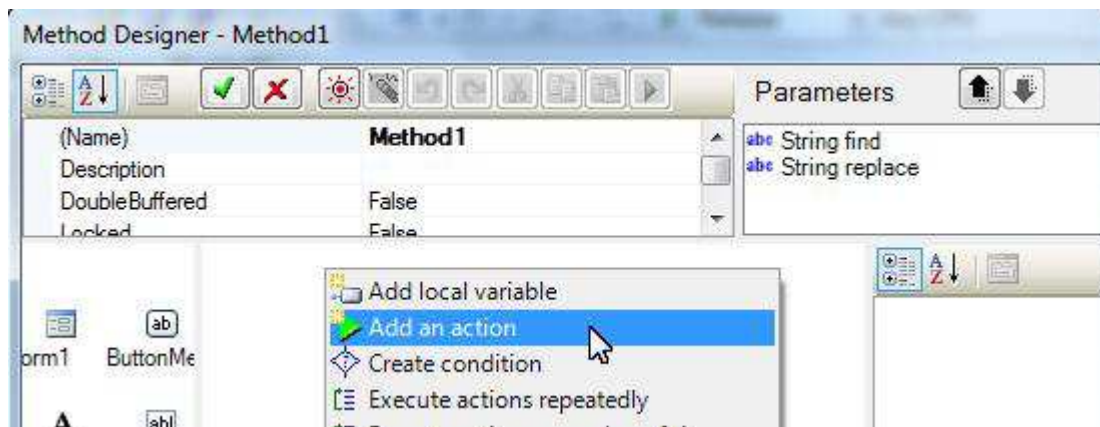 Method Designer - Method1
Parameters
(Name) Method1
Description
DoubleBuffered False
Locked False
abc String find
abc String replace
Add local variable
Add an action
Create condition
Execute actions repeatedly
ab
orm1 ButtonMe
A abl